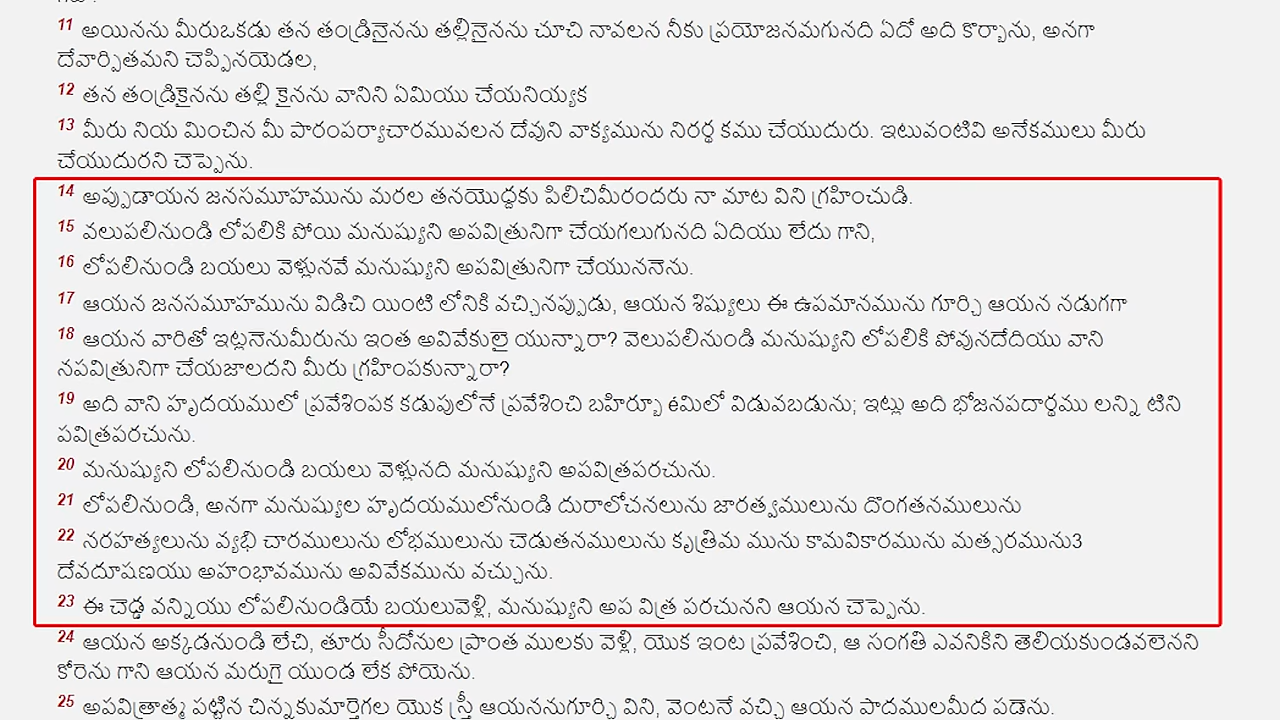 11 అయినను మీరుఒకడు తన తండ్రినైనను తల్లినైనను చూచి నావలన నీకు ప్రయోజనమగునది ఏదో అది కొర్బాను, అనగా
దేవార్పితమని చెప్పినయెడల,
12 తన తండ్రికైనను తల్లి కైనను వానిని ఏమియు చేయనియ్యక
13 మీరు నియ మించిన మీ పారంపర్యాచారమువలన దేవుని వాక్యమును నిరర్థ కము చేయుదురు. ఇటువంటివి అనేకములు మీరు
చేయుదురని చెప్పెను.
14 అప్పుడాయన జనసమూహమును మరల తనయొద్దకు పిలిచిమీరందరు నా మాట విని గ్రహించుడి.
15 వలుపలినుండి లోపలికి పోయి మనుష్యుని అపవిత్రునిగా చేయగలుగునది ఏదియు లేదు గాని,
16 లోపలినుండి బయలు వెళ్లునవే మనుష్యుని అపవిత్రునిగా చేయుననెను.
17 ఆయన జనసమూహమును విడిచి యింటి లోనికి వచ్చినప్పుడు, ఆయన శిష్యులు ఈ ఉపమానమును గూర్చి ఆయన నడుగగా
18 ఆయన వారితో ఇట్లనెనుమీరును ఇంత అవివేకులై యున్నారా? వెలుపలినుండి మనుష్యుని లోపలికి పోవునదేదియు వాని
నపవిత్రునిగా చేయజాలదని మీరు గ్రహింపకున్నారా?
19 అది వాని హృదయములో ప్రవేశింపక కడుపులోనే ప్రవేశించి బహిర్భూ éమిలో విడువబడును; ఇట్లు అది భోజనపదార్థము లన్ని టిని
పవిత్రపరచును.
20 మనుష్యుని లోపలినుండి బయలు వెళ్లునది మనుష్యుని అపవిత్రపరచును.
21 లోపలినుండి, అనగా మనుష్యుల హృదయములోనుండి దురాలోచనలును జారత్వములును దొంగతనములును
22 నరహత్యలును వ్యభి చారములును లోభములును చెడుతనములును కృత్రిమ మును కామవికారమును మత్సరమును3
దేవదూషణయు అహంభావమును అవివేకమును వచ్చును.
23 ఈ చెడ్డ వన్నియు లోపలినుండియే బయలువెళ్లి, మనుష్యుని అప విత్ర పరచునని ఆయన చెప్పెను.
24 ఆయన అక్కడనుండి లేచి, తూరు సీదోనుల ప్రాంత ములకు వెళ్లి, యొక ఇంట ప్రవేశించి, ఆ సంగతి ఎవనికిని తెలియకుండవలెనని
కోరెను గాని ఆయన మరుగై యుండ లేక పోయెను.
25 అపవిత్రాత్మ పట్టిన చిన్నకుమార్తెగల యొక స్త్రీ ఆయననుగూర్చి విని, వెంటనే వచ్చి ఆయన పాదములమీద పడెను.